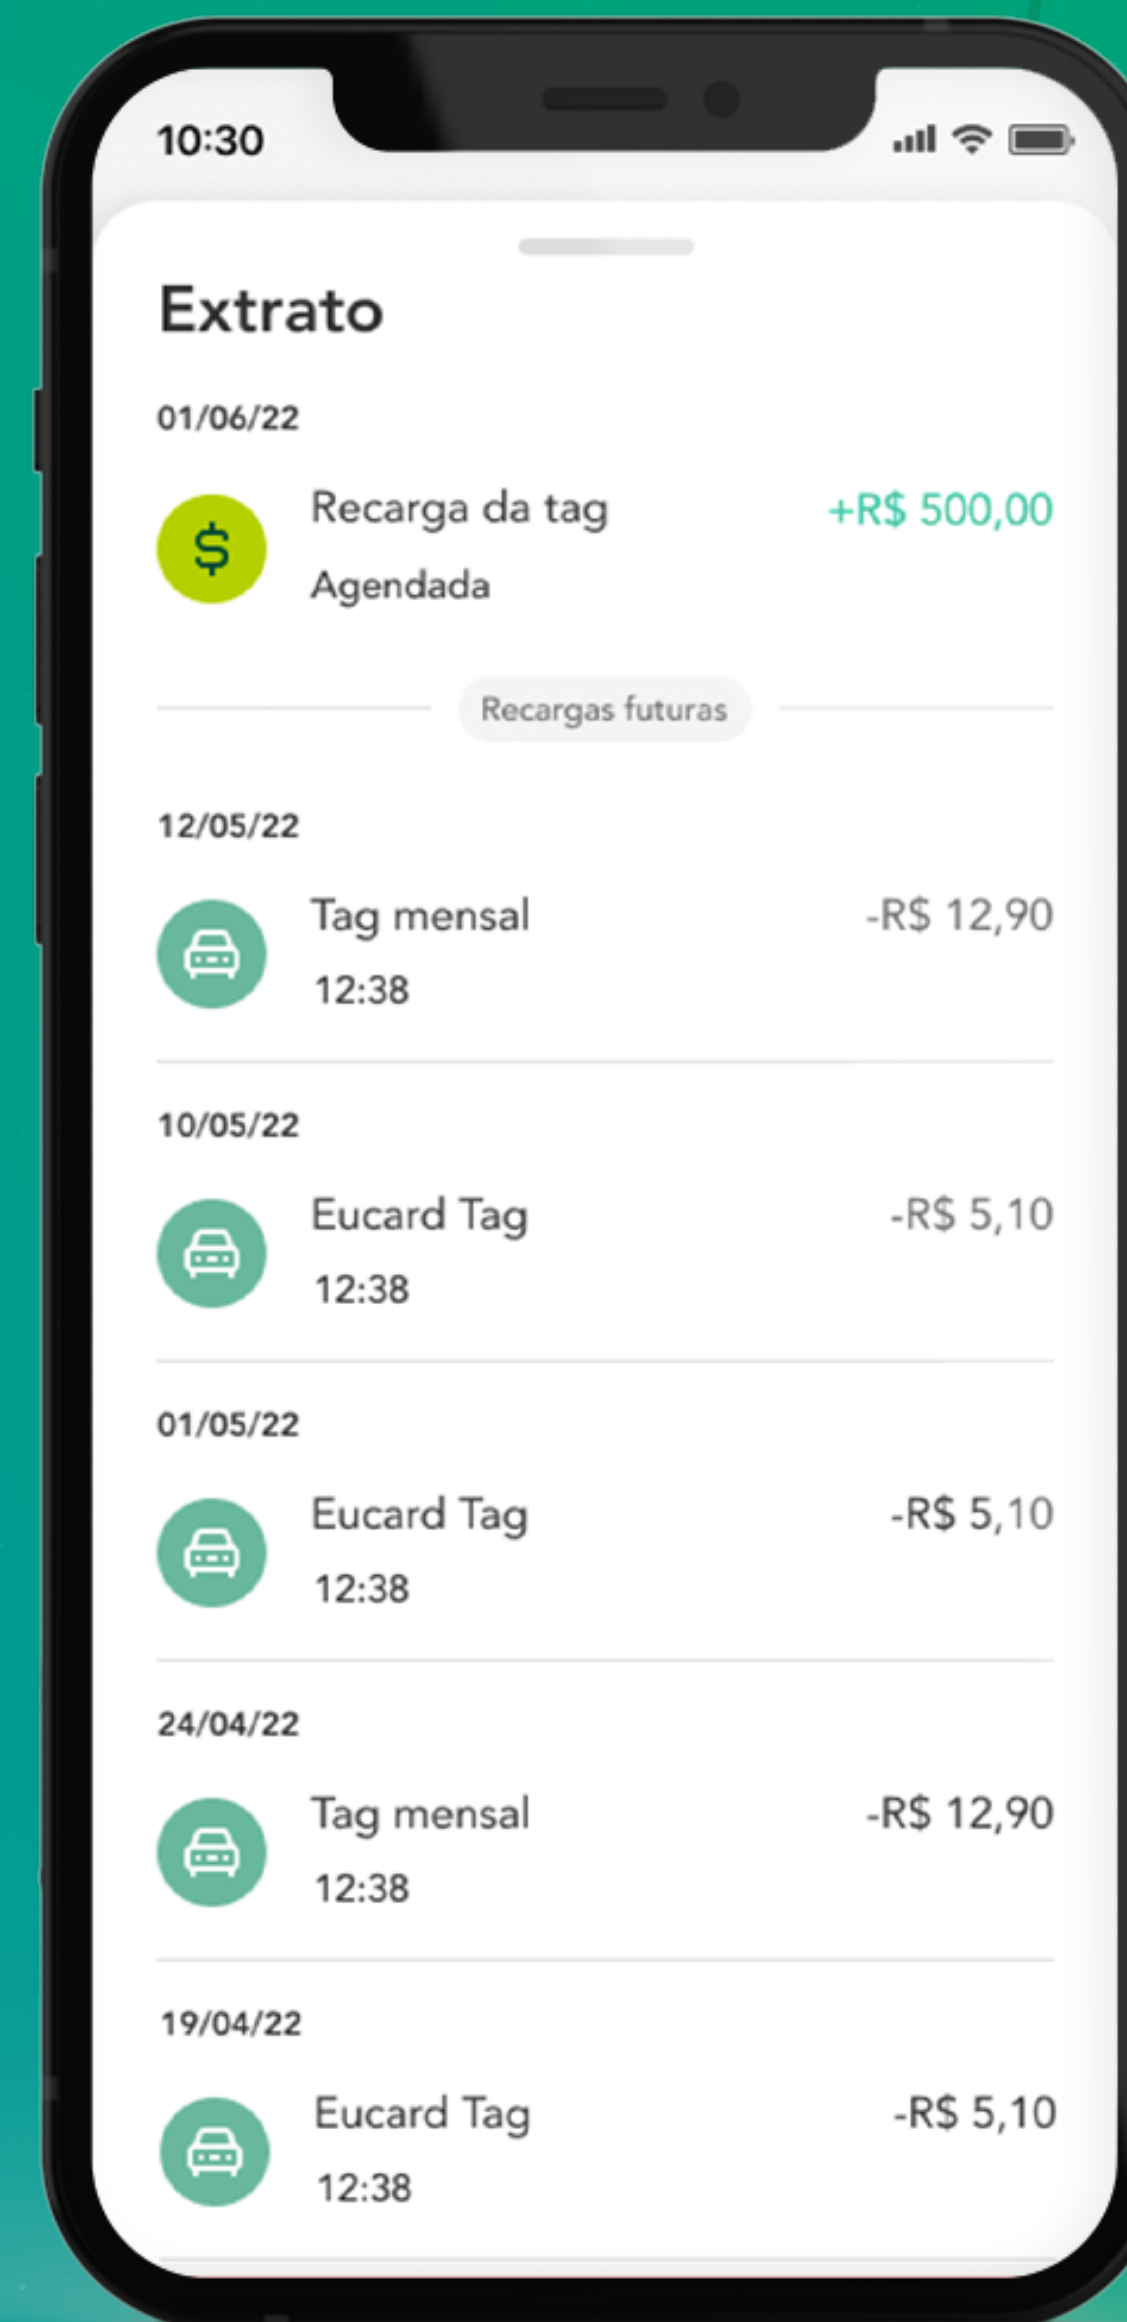 10:30
Extrato
01/06/22
Recarga da tag +R$ 500,00
Agendada
Recargas futuras
12/05/22
Tag mensal -R$ 12,90
12:38
10/05/22
Eucard Tag -R$ 5,10
12:38
01/05/22
Eucard Tag -R$ 5,10
12:38
24/04/22
Tag mensal -R$ 12,90
12:38
19/04/22
Eucard Tag -R$ 5,10
12:38